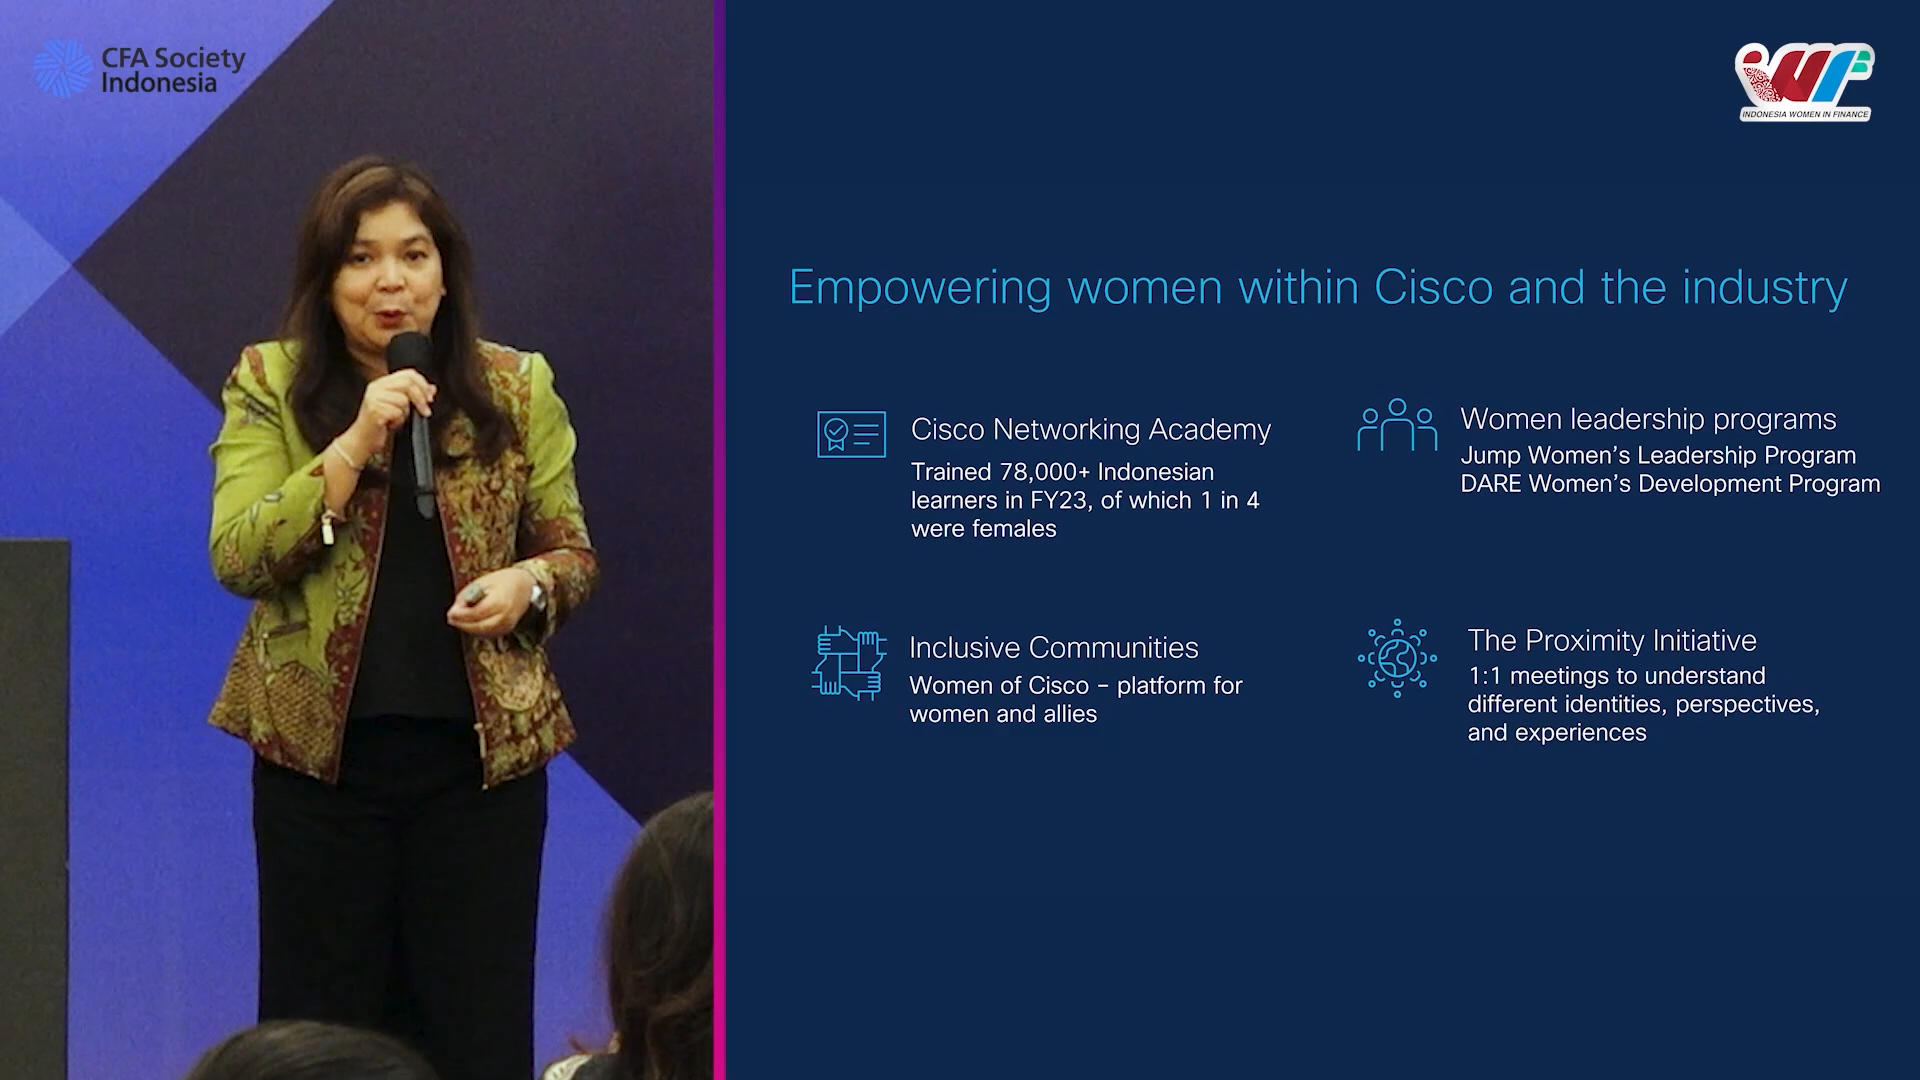 CFA Society
Indonesia
INDONESIA WOMEN IN FINANCE
Empowering women within Cisco and the industry
Cisco Networking Academy
Trained 78,000+ Indonesian
learners in FY23, of which 1 in 4
were females
Women leadership programs
Jump Women's Leadership Program
DARE Women's Development Program
Inclusive Communities
Women of Cisco – platform for
women and allies
The Proximity Initiative
1:1 meetings to understand
different identities, perspectives,
and experiences